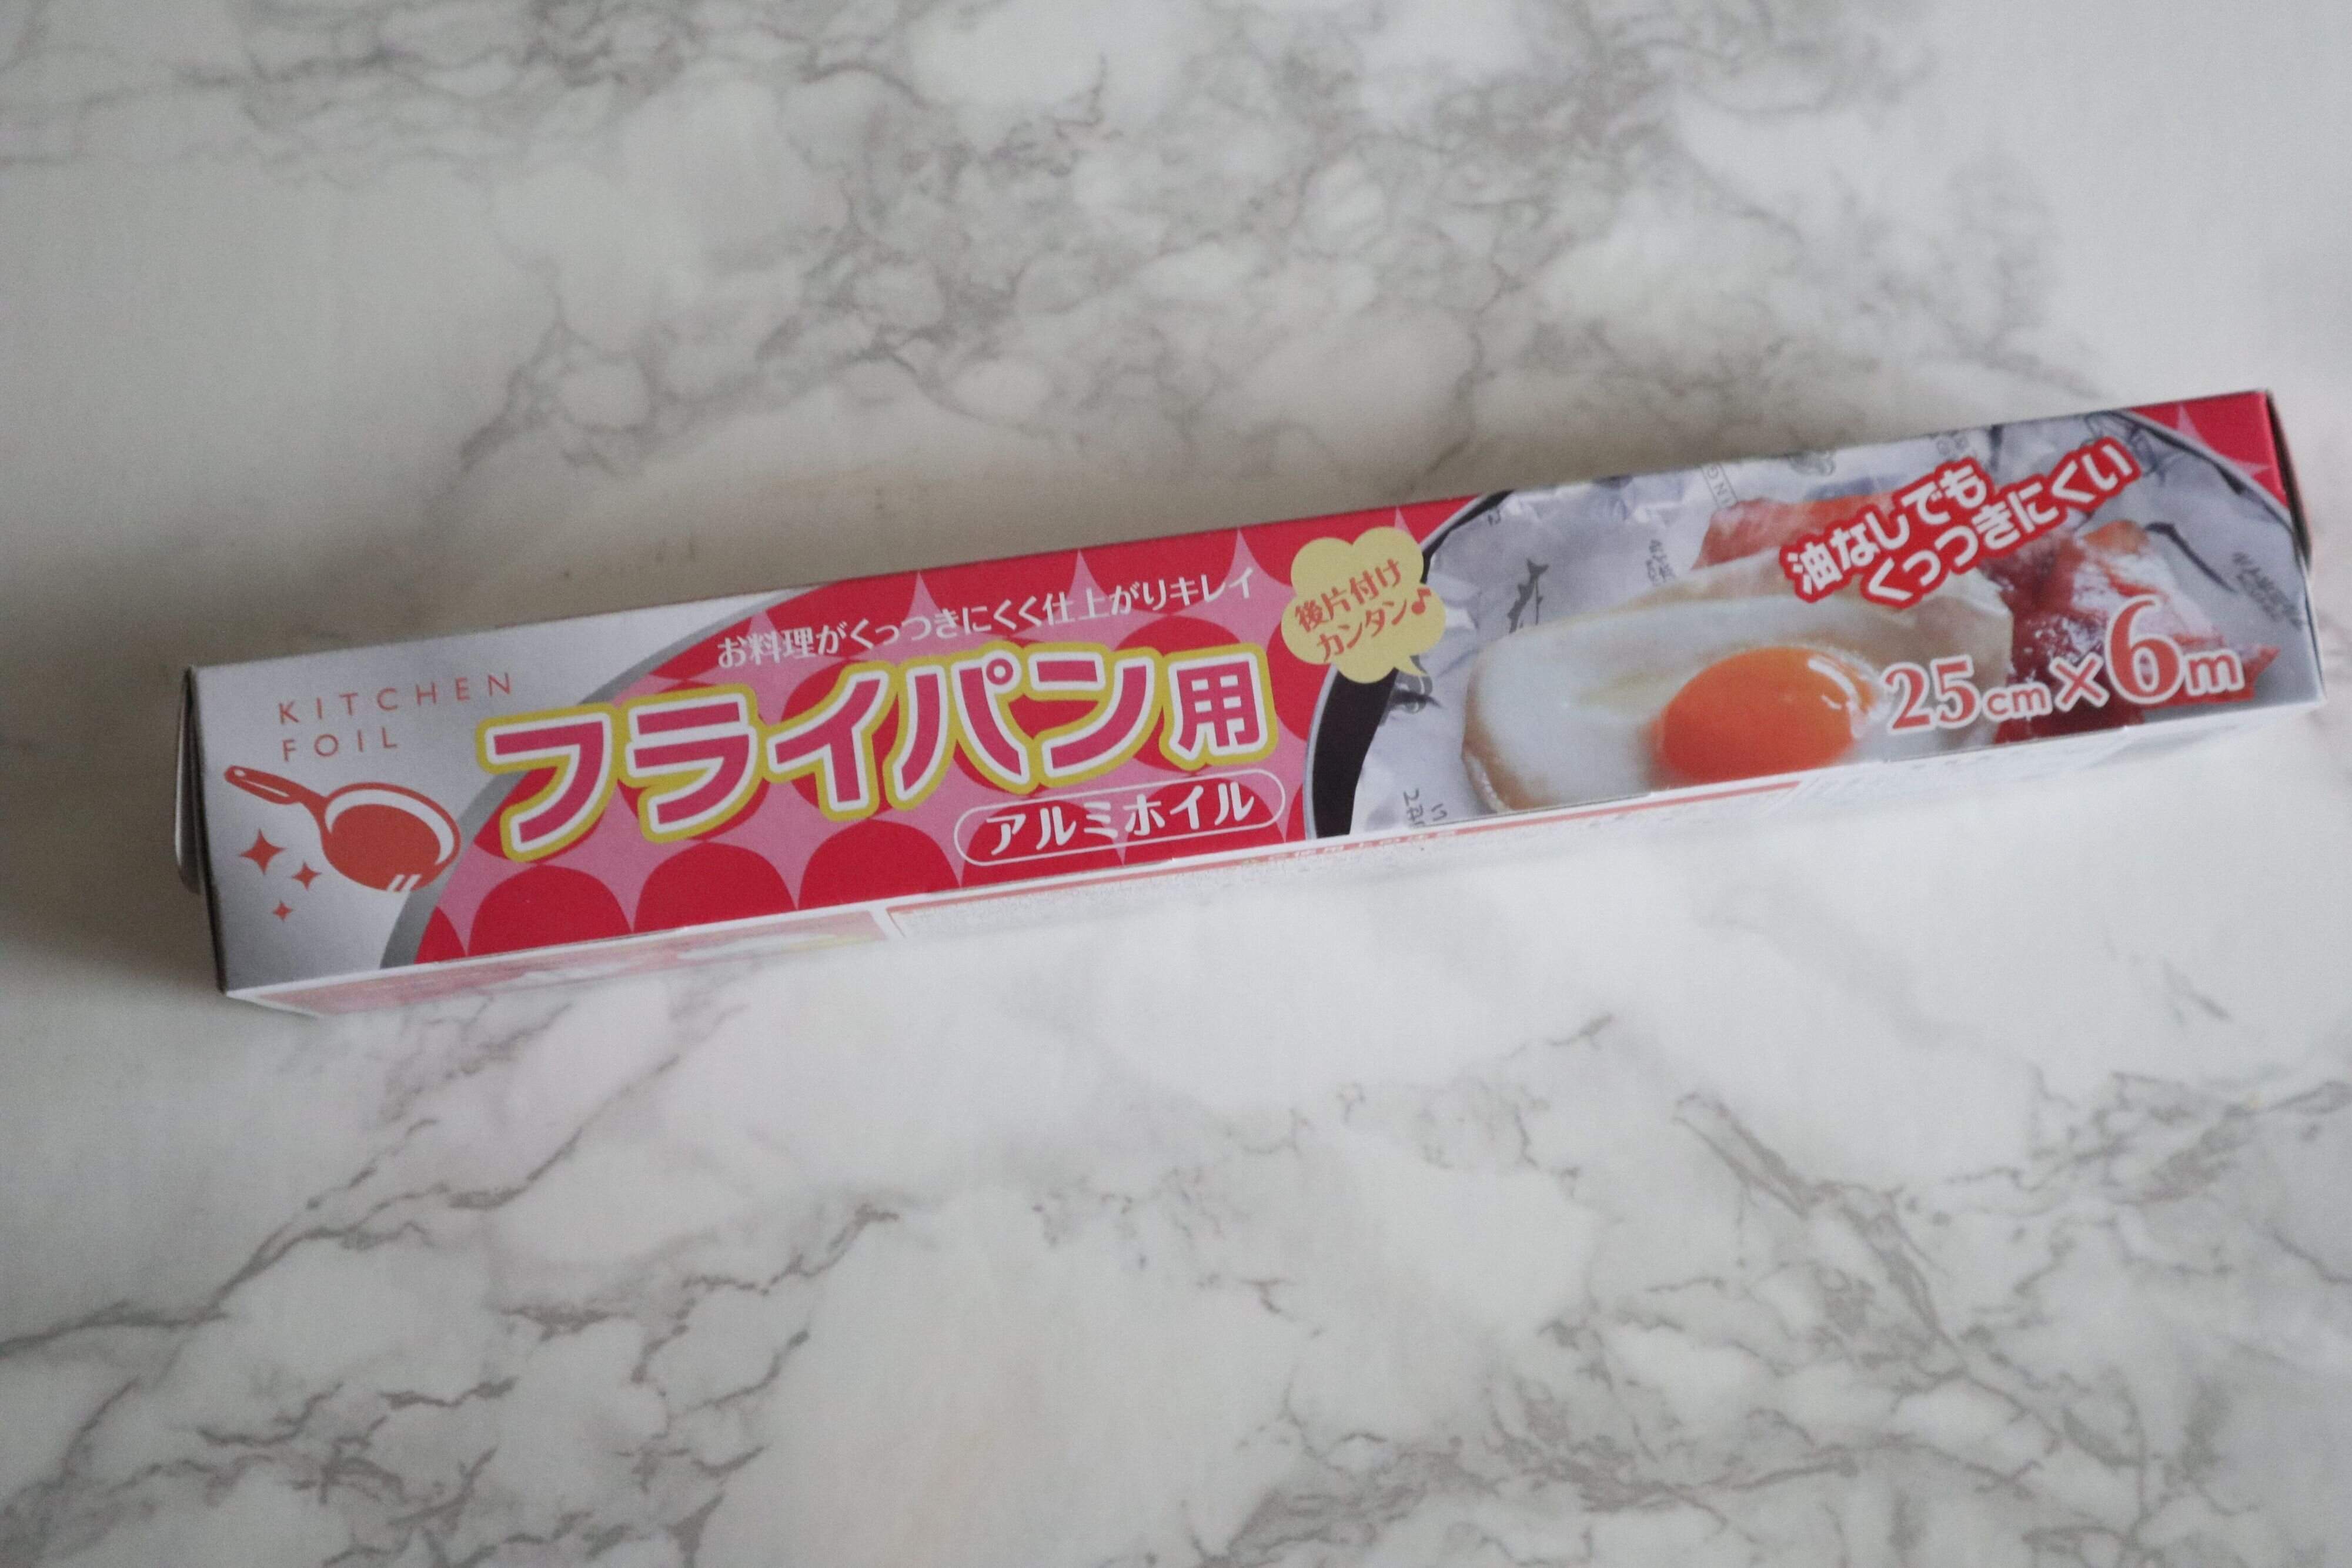 KITCHEN
FOIL
お料理がくっつきにくく仕上がりキレイ
フライパン用
アルミホイル
後片付け
カンタン♪
油なしでも
くっつきにくい
25cm×6m